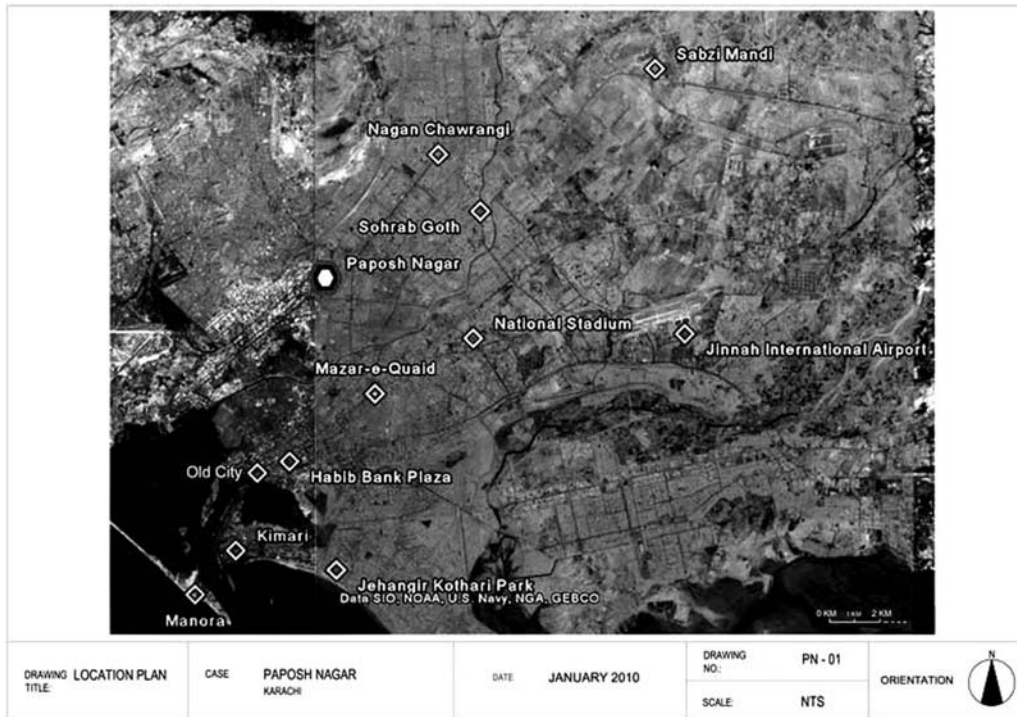 Sabzi Mandi
Nagan Chawrangi
Sohrab Goth
Paposh Nagar
National Stadium
Jinnah International Airport
Mazar-e-Quaid
Old City
Habib Bank Plaza
Kimari
Jehangir Kothari Park
Data SIO, NOAA, U.S. Navy, NGA, GEBCO
Manora
0 KM 1 KM 2 KM
DRAWING TITLE: LOCATION PLAN
CASE PAPOSH NAGAR
KARACHI
DATE JANUARY 2010
DRAWING NO.: PN - 01
SCALE: NTS
ORIENTATION N